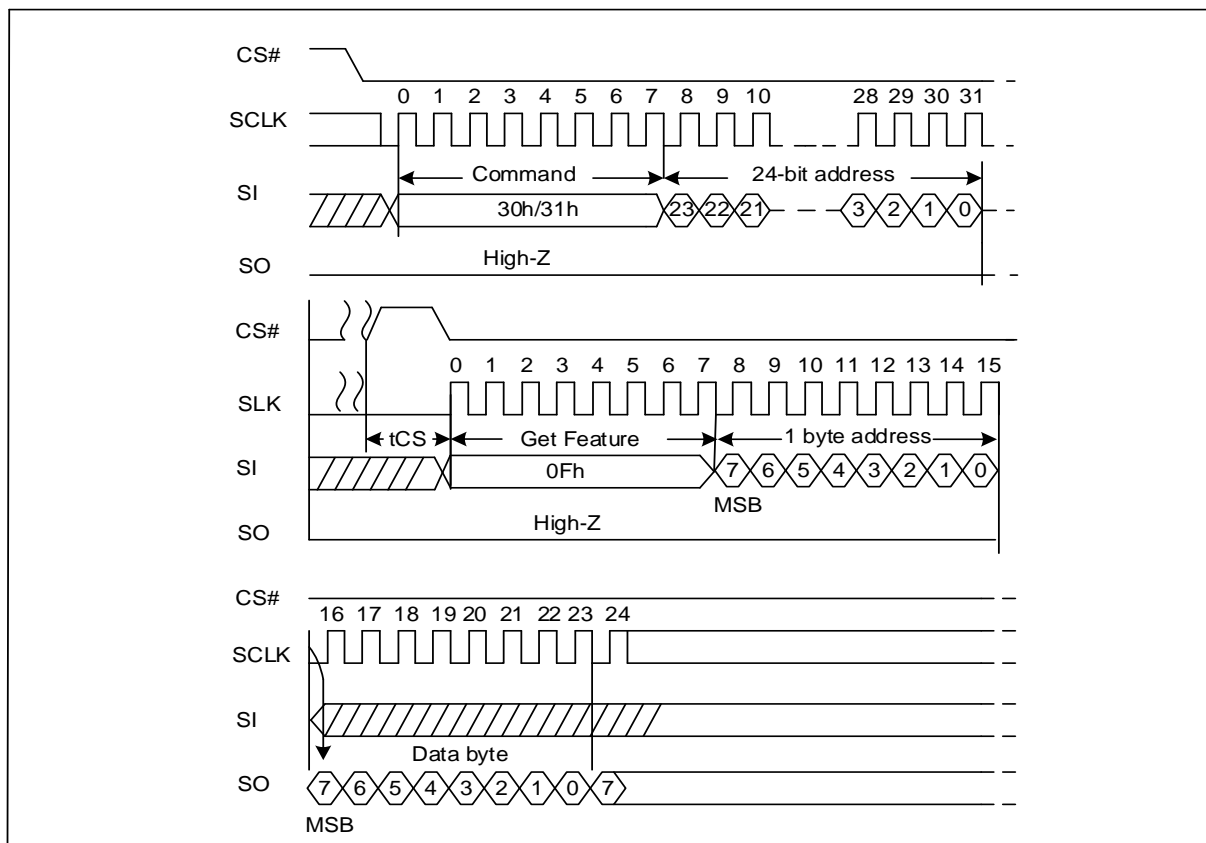 CS#
0 1 2 3 4 5 6 7 8 9 10 28 29 30 31
SCLK
Command 24-bit address
SI
30h/31h 23 22 21 3 2 1 0
High-Z
SO
CS#
0 1 2 3 4 5 6 7 8 9 10 11 12 13 14 15
SLK
tCS Get Feature 1 byte address
SI
0Fh 7 6 5 4 3 2 1 0
MSB
High-Z
SO
CS#
16 17 18 19 20 21 22 23 24
SCLK
SI
Data byte
SO 7 6 5 4 3 2 1 0 7
MSB